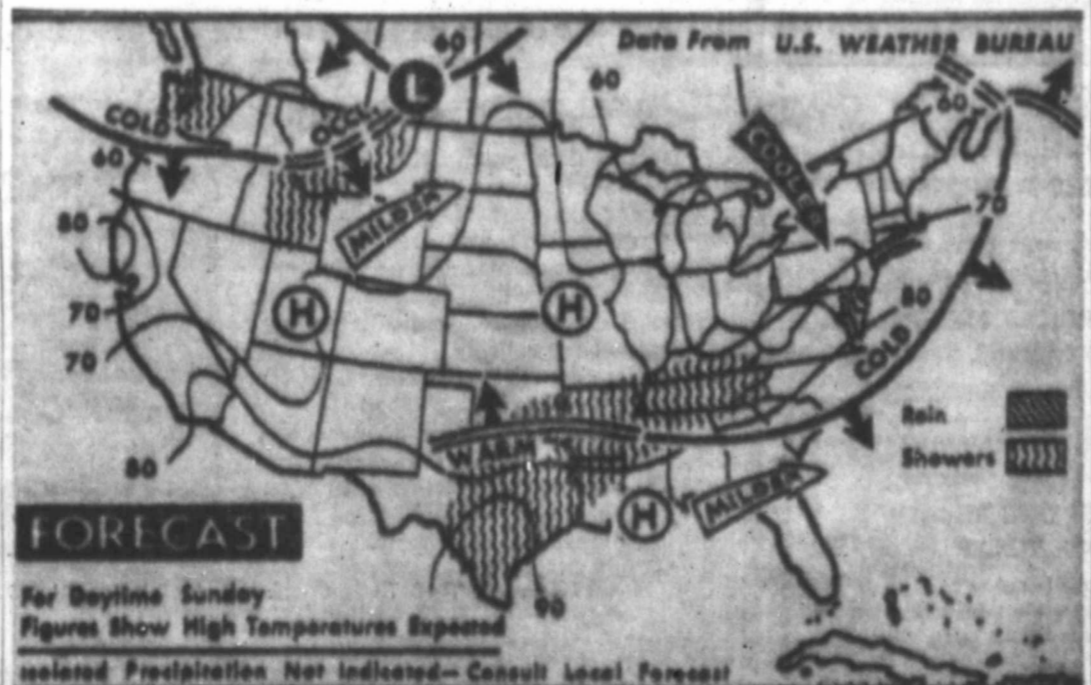 Data From U.S. WEATHER BUREAU
60
L
60
60
COLD
OCCL
COOLER
60
MILDER
70
80
70
H
H
80
70
COLD
Rain
WARM
Showers
80
H
MILDER
FORECAST
For Daytime Sunday
90
Figures Show High Temperatures Expected
Isolated Precipitation Not Indicated— Consult Local Forecast